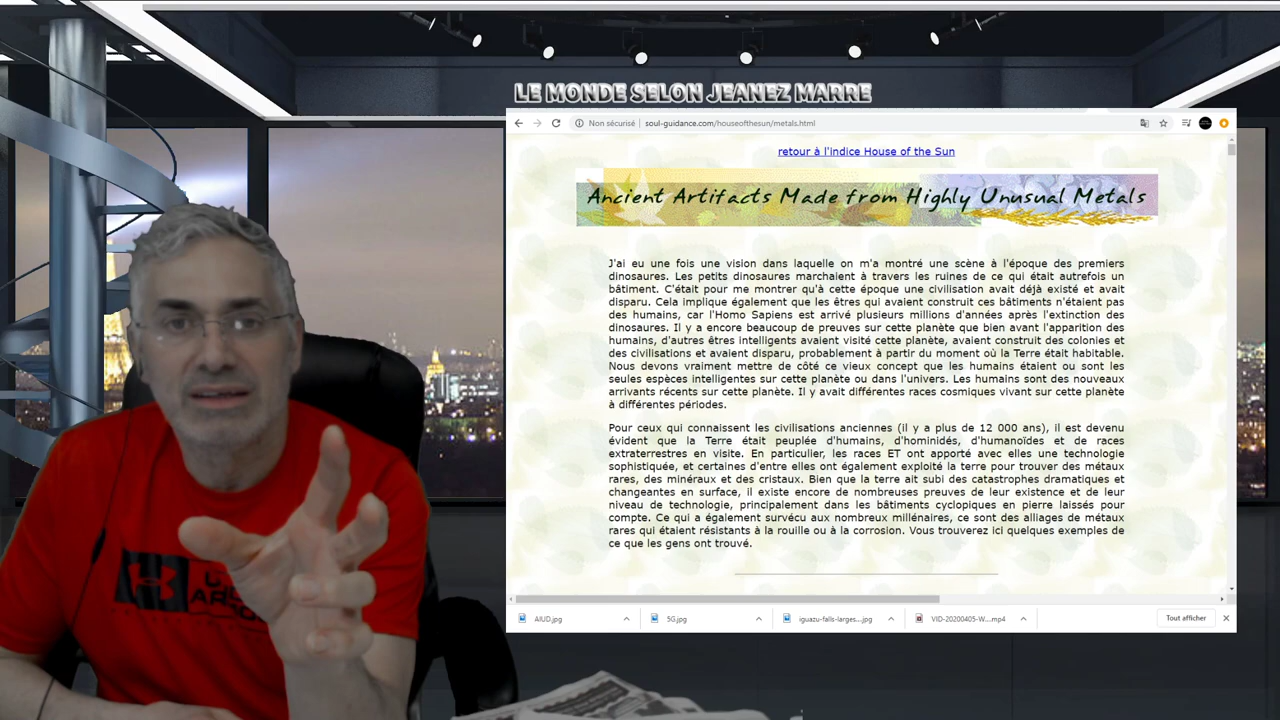 LE MONDE SELON JEANEZ MARRE
Non sécurisé | soul-guidance.com/houseofthesun/metals.html
retour à l'indice House of the Sun
Ancient Artifacts Made from Highly Unusual Metals
J'ai eu une fois une vision dans laquelle on m'a montré une scène à l'époque des premiers
dinosaures. Les petits dinosaures marchaient à travers les ruines de ce qui était autrefois un
bâtiment. C'était pour me montrer qu'à cette époque une civilisation avait déjà existé et avait
disparu. Cela implique également que les êtres qui avaient construit ces bâtiments n'étaient pas
des humains, car l'Homo Sapiens est arrivé plusieurs millions d'années après l'extinction des
dinosaures. Il y a encore beaucoup de preuves sur cette planète que bien avant l'apparition des
humains, d'autres êtres intelligents avaient visité cette planète, avaient construit des colonies et
des civilisations et avaient disparu, probablement à partir du moment où la Terre était habitable.
Nous devons vraiment mettre de côté ce vieux concept que les humains étaient ou sont les
seules espèces intelligentes sur cette planète ou dans l'univers. Les humains sont des nouveaux
arrivants récents sur cette planète. Il y avait différentes races cosmiques vivant sur cette planète
à différentes périodes.
Pour ceux qui connaissent les civilisations anciennes (il y a plus de 12 000 ans), il est devenu
évident que la Terre était peuplée d'humains, d'hominidés, d'humanoïdes et de races
extraterrestres en visite. En particulier, les races ET ont apporté avec elles une technologie
sophistiquée, et certaines d'entre elles ont également exploité la terre pour trouver des métaux
rares, des minéraux et des cristaux. Bien que la terre ait subi des catastrophes dramatiques et
changeantes en surface, il existe encore de nombreuses preuves de leur existence et de leur
niveau de technologie, principalement dans les bâtiments cyclopiques en pierre laissés pour
compte. Ce qui a également survécu aux nombreux millénaires, ce sont des alliages de métaux
rares qui étaient résistants à la rouille ou à la corrosion. Vous trouverez ici quelques exemples de
ce que les gens ont trouvé.
AIUD.jpg
5G.jpg
iguazu-falls-larges....jpg
VID-20200405-W....mp4
Tout afficher